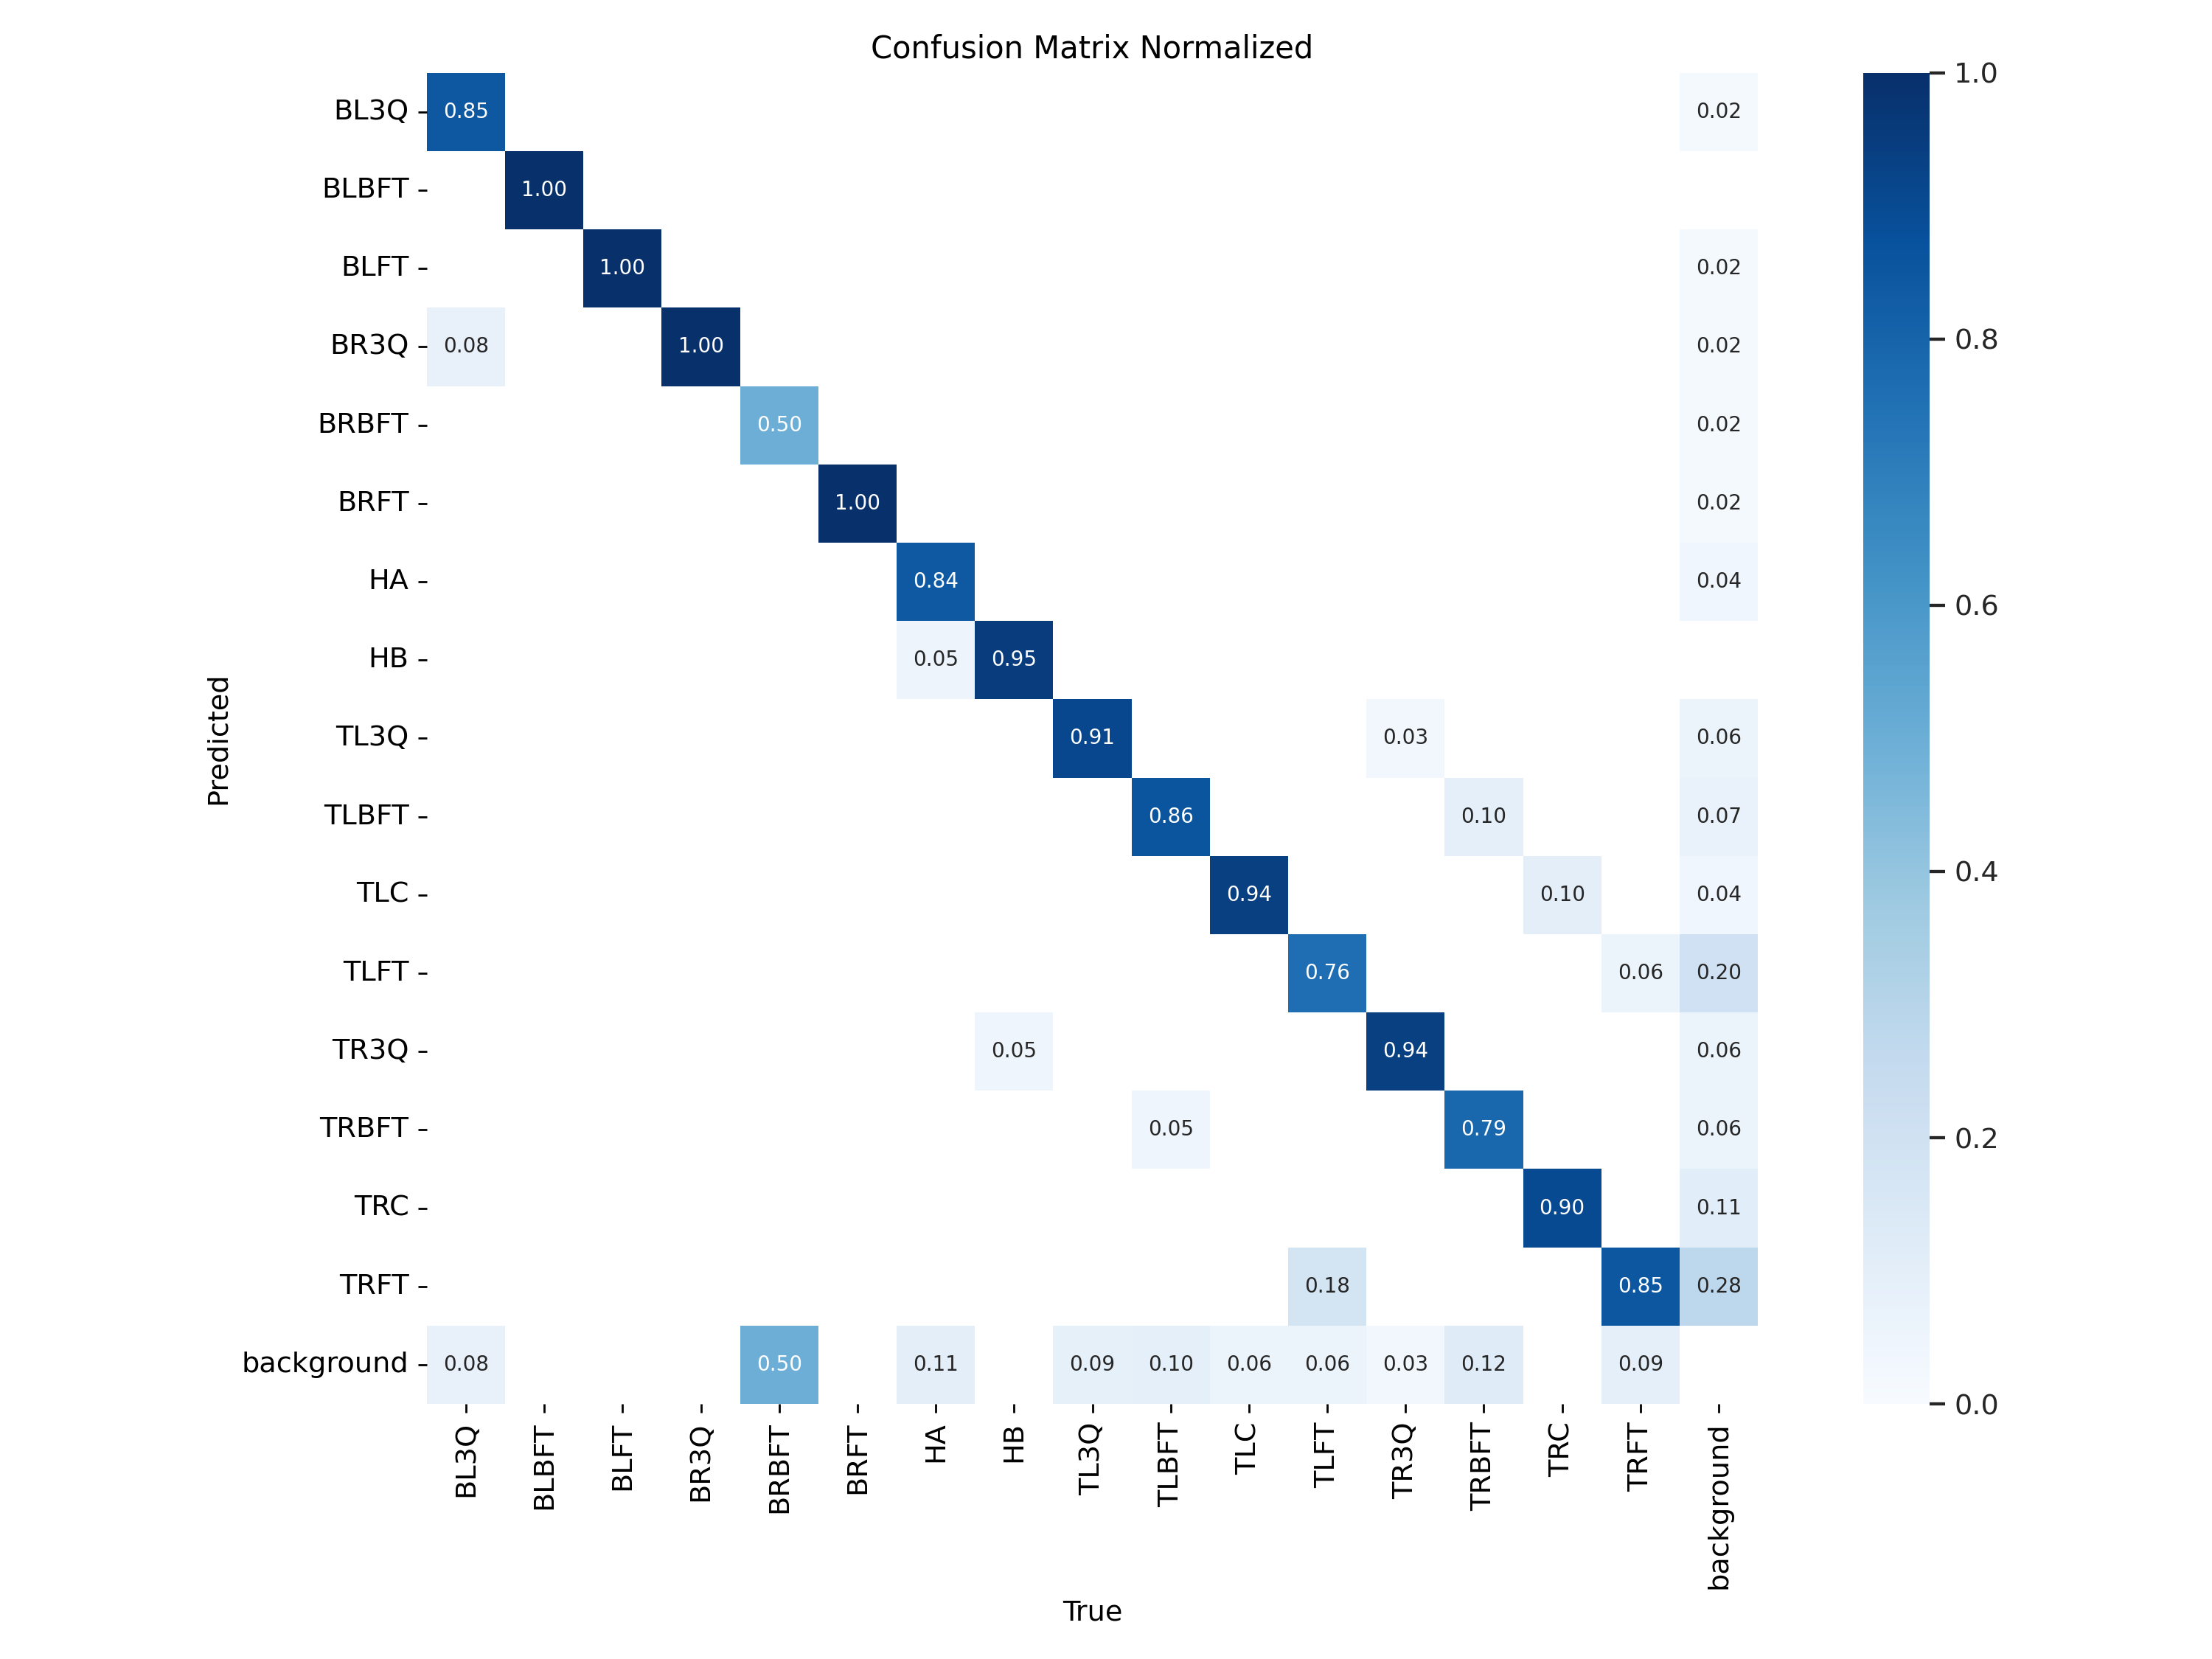 Confusion Matrix Normalized
BL3Q 0.85 0.02
BLBFT 1.00
BLFT 1.00 0.02
BR3Q 0.08 1.00 0.02
BRBFT 0.50 0.02
BRFT 1.00 0.02
HA 0.84 0.04
HB 0.05 0.95
TL3Q 0.91 0.03 0.06
TLBFT 0.86 0.10 0.07
TLC 0.94 0.10 0.04
TLFT 0.76 0.06 0.20
TR3Q 0.05 0.94 0.06
TRBFT 0.05 0.79 0.06
TRC 0.90 0.11
TRFT 0.18 0.85 0.28
background 0.08 0.50 0.11 0.09 0.10 0.06 0.06 0.03 0.12 0.09
BL3Q BLBFT BLFT BR3Q BRBFT BRFT HA HB TL3Q TLBFT TLC TLFT TR3Q TRBFT TRC TRFT background
True
Predicted
1.0
0.8
0.6
0.4
0.2
0.0